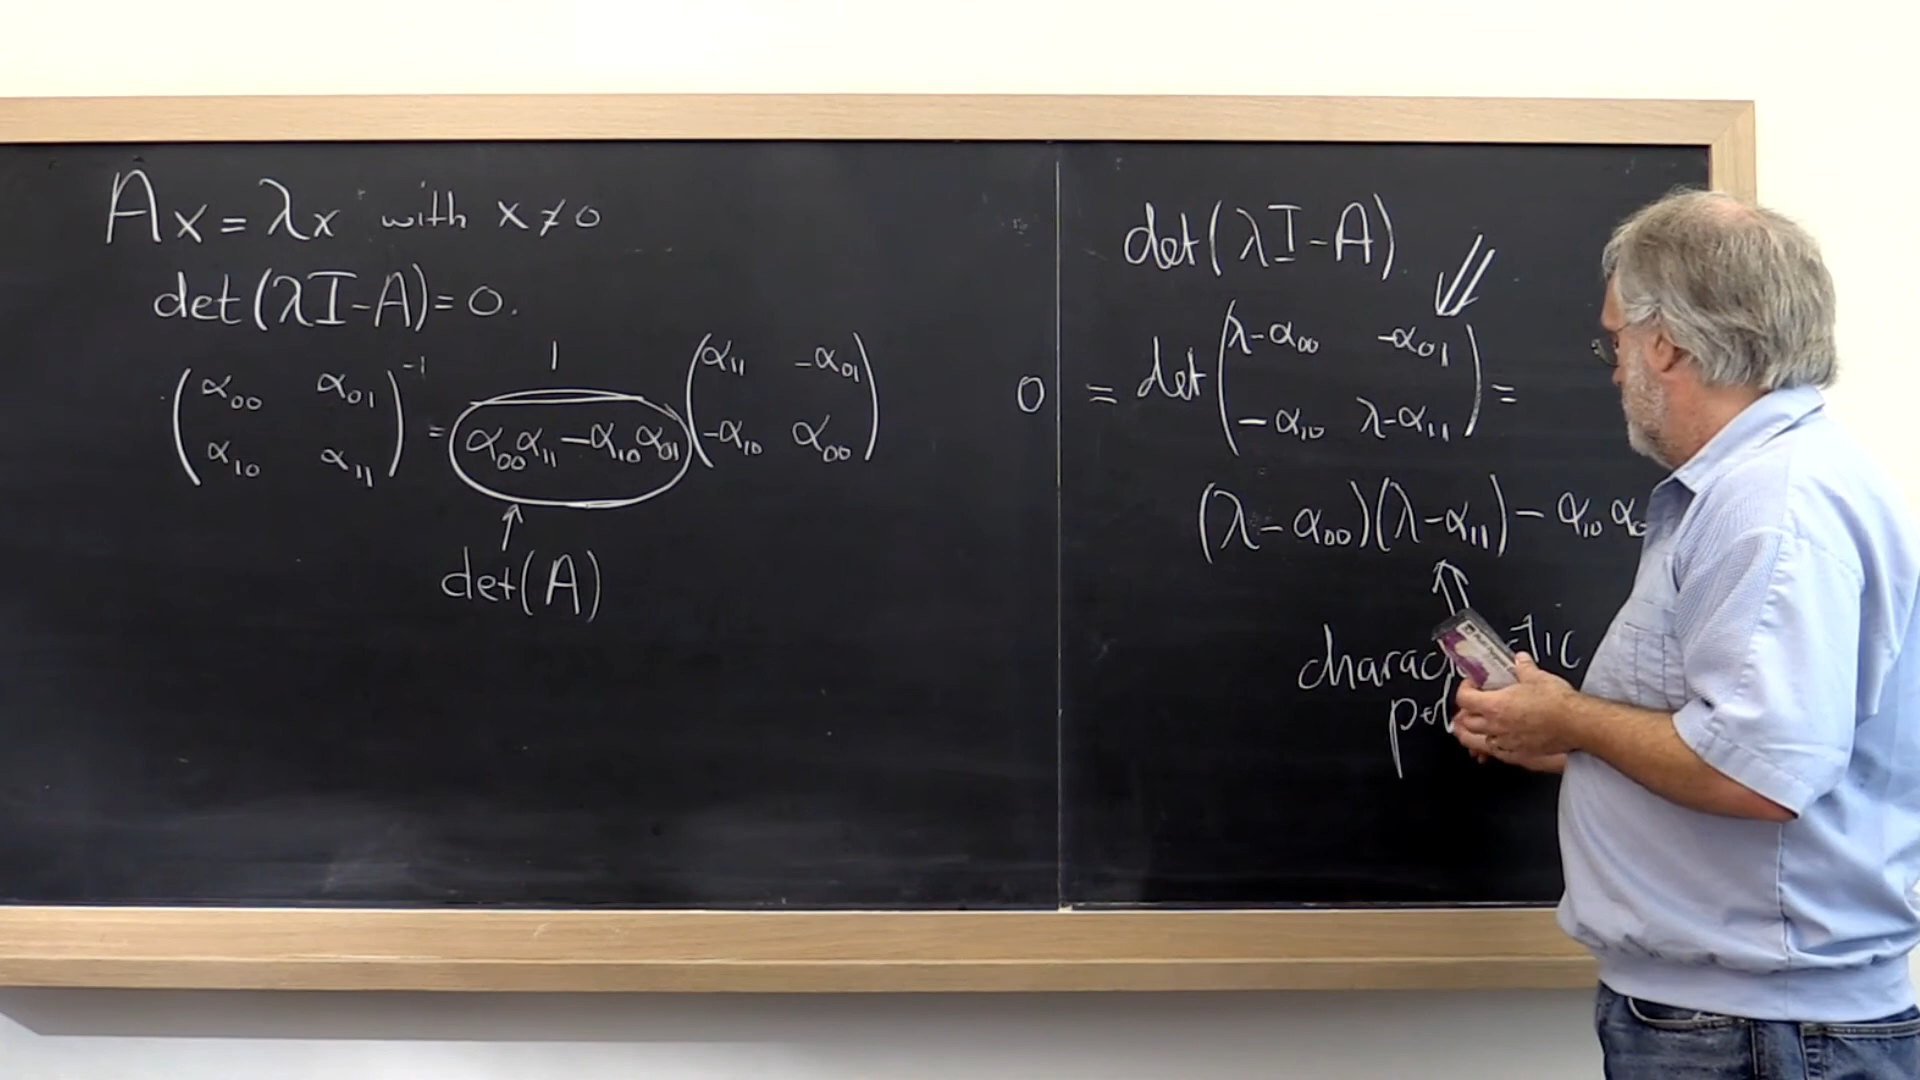 Ax = λx with x ≠ 0
det(λI-A) = 0.
(α₀₀ α₀₁
α₁₀ α₁₁)⁻¹ = 1 / (α₀₀α₁₁ - α₁₀α₀₁) (α₁₁ -α₀₁
-α₁₀ α₀₀)
det(A)
det(λI-A)
0 = det (λ-α₀₀ -α₀₁
-α₁₀ λ-α₁₁) =
(λ-α₀₀)(λ-α₁₁) - α₁₀